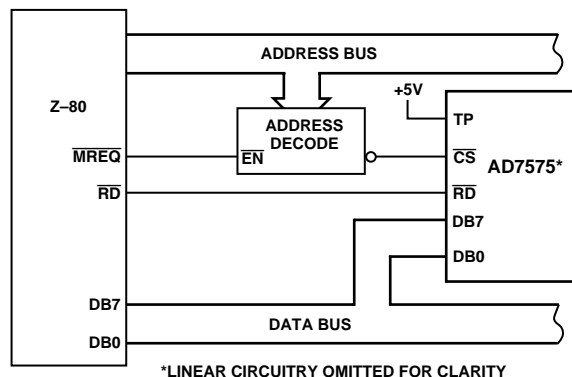 ADDRESS BUS
Z–80
+5V
TP
ADDRESS
DECODE
MREQ
EN
CS
AD7575*
RD
RD
DB7
DB0
DB7
DATA BUS
DB0
*LINEAR CIRCUITRY OMITTED FOR CLARITY